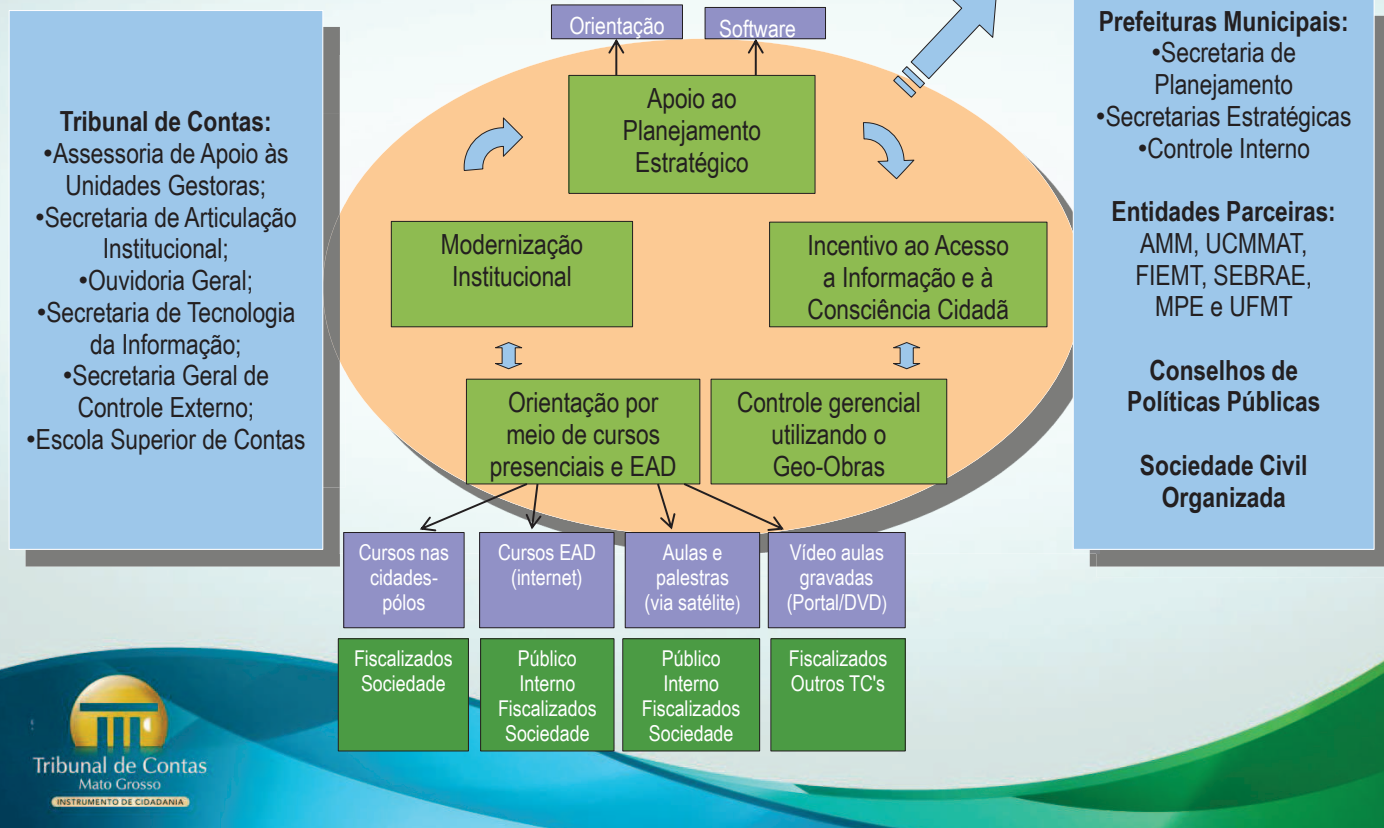 Tribunal de Contas:
•Assessoria de Apoio às
Unidades Gestoras;
•Secretaria de Articulação
Institucional;
•Ouvidoria Geral;
•Secretaria de Tecnologia
da Informação;
•Secretaria Geral de
Controle Externo;
•Escola Superior de Contas
Orientação
Software
Apoio ao
Planejamento
Estratégico
Modernização
Institucional
Incentivo ao Acesso
a Informação e à
Consciência Cidadã
Orientação por
meio de cursos
presenciais e EAD
Controle gerencial
utilizando o
Geo-Obras
Cursos nas
cidades-
pólos
Cursos EAD
(internet)
Aulas e
palestras
(via satélite)
Vídeo aulas
gravadas
(Portal/DVD)
Fiscalizados
Sociedade
Público
Interno
Fiscalizados
Sociedade
Público
Interno
Fiscalizados
Sociedade
Fiscalizados
Outros TC's
Prefeituras Municipais:
•Secretaria de
Planejamento
•Secretarias Estratégicas
•Controle Interno
Entidades Parceiras:
AMM, UCMMAT,
FIEMT, SEBRAE,
MPE e UFMT
Conselhos de
Políticas Públicas
Sociedade Civil
Organizada
Tribunal de Contas
Mato Grosso
INSTRUMENTO DE CIDADANIA